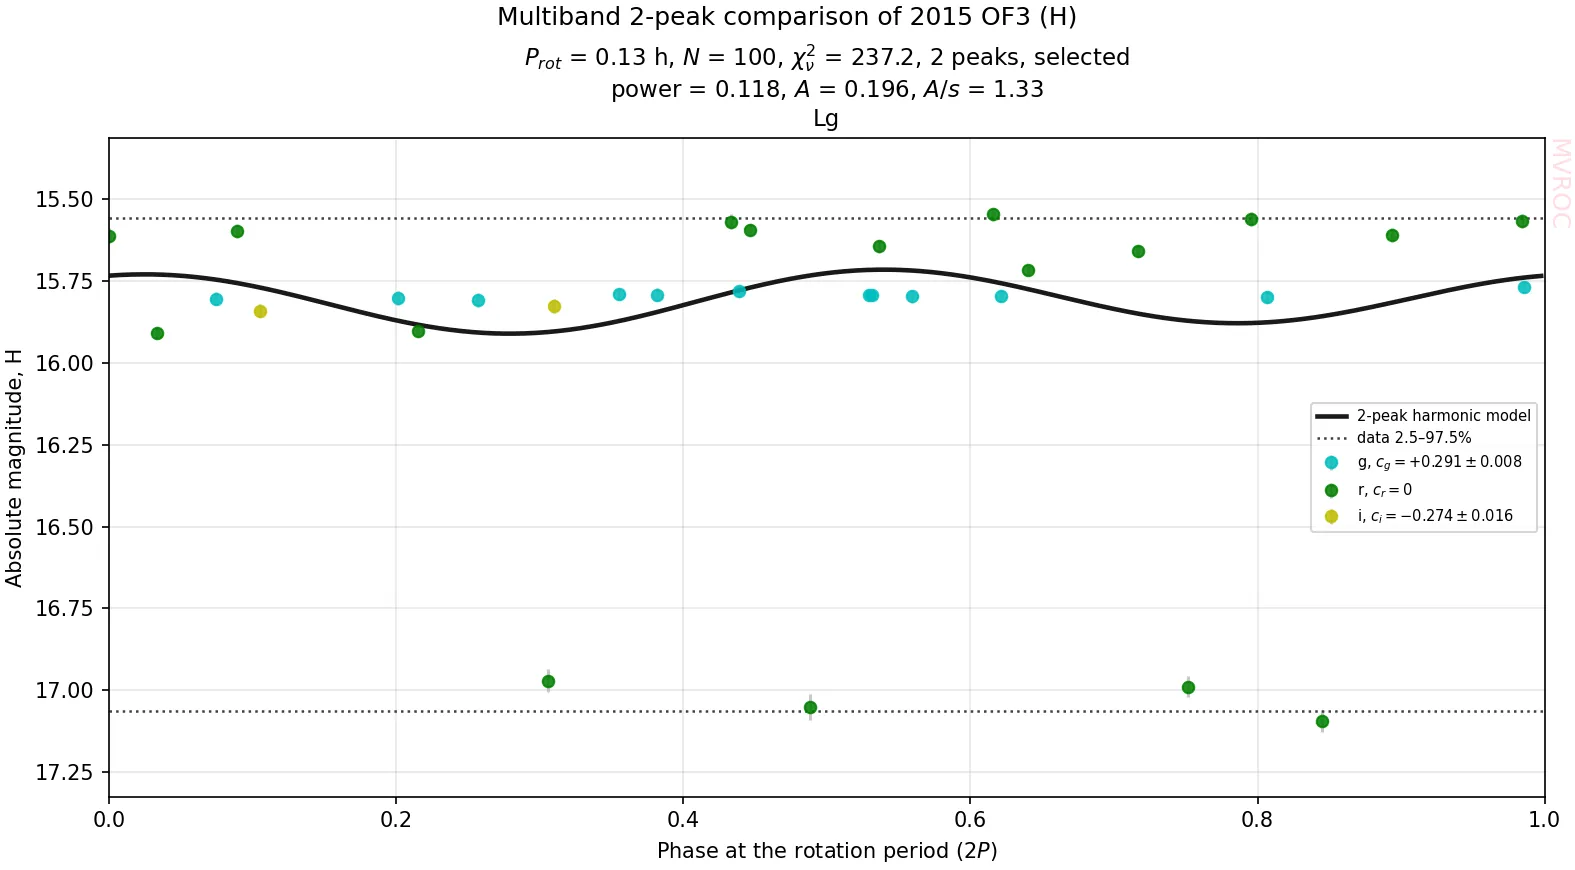 Multiband 2-peak comparison of 2015 OF3 (H)
P_rot = 0.13 h, N = 100, χ²_ν = 237.2, 2 peaks, selected
power = 0.118, A = 0.196, A/s = 1.33
Lg
MVROC
15.50
15.75
16.00
16.25
16.50
16.75
17.00
17.25
Absolute magnitude, H
2-peak harmonic model
data 2.5–97.5%
g, c_g = +0.291 ± 0.008
r, c_r = 0
i, c_i = −0.274 ± 0.016
0.0 0.2 0.4 0.6 0.8 1.0
Phase at the rotation period (2P)